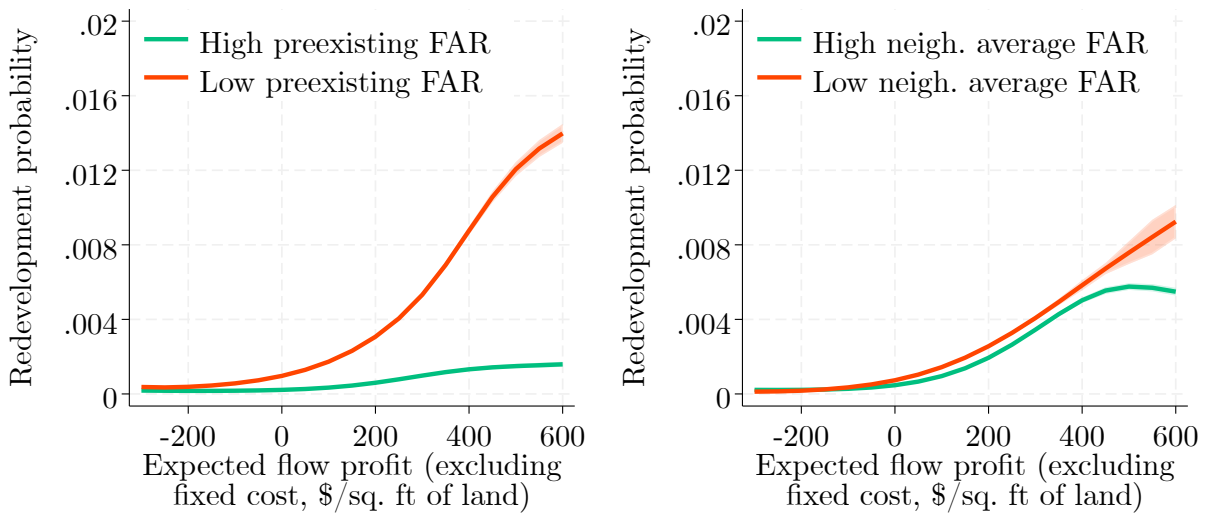 Redevelopment probability
.02
.016
.012
.008
.004
0
High preexisting FAR
Low preexisting FAR
-200 0 200 400 600
Expected flow profit (excluding
fixed cost, $/sq. ft of land)
Redevelopment probability
.02
.016
.012
.008
.004
0
High neigh. average FAR
Low neigh. average FAR
-200 0 200 400 600
Expected flow profit (excluding
fixed cost, $/sq. ft of land)